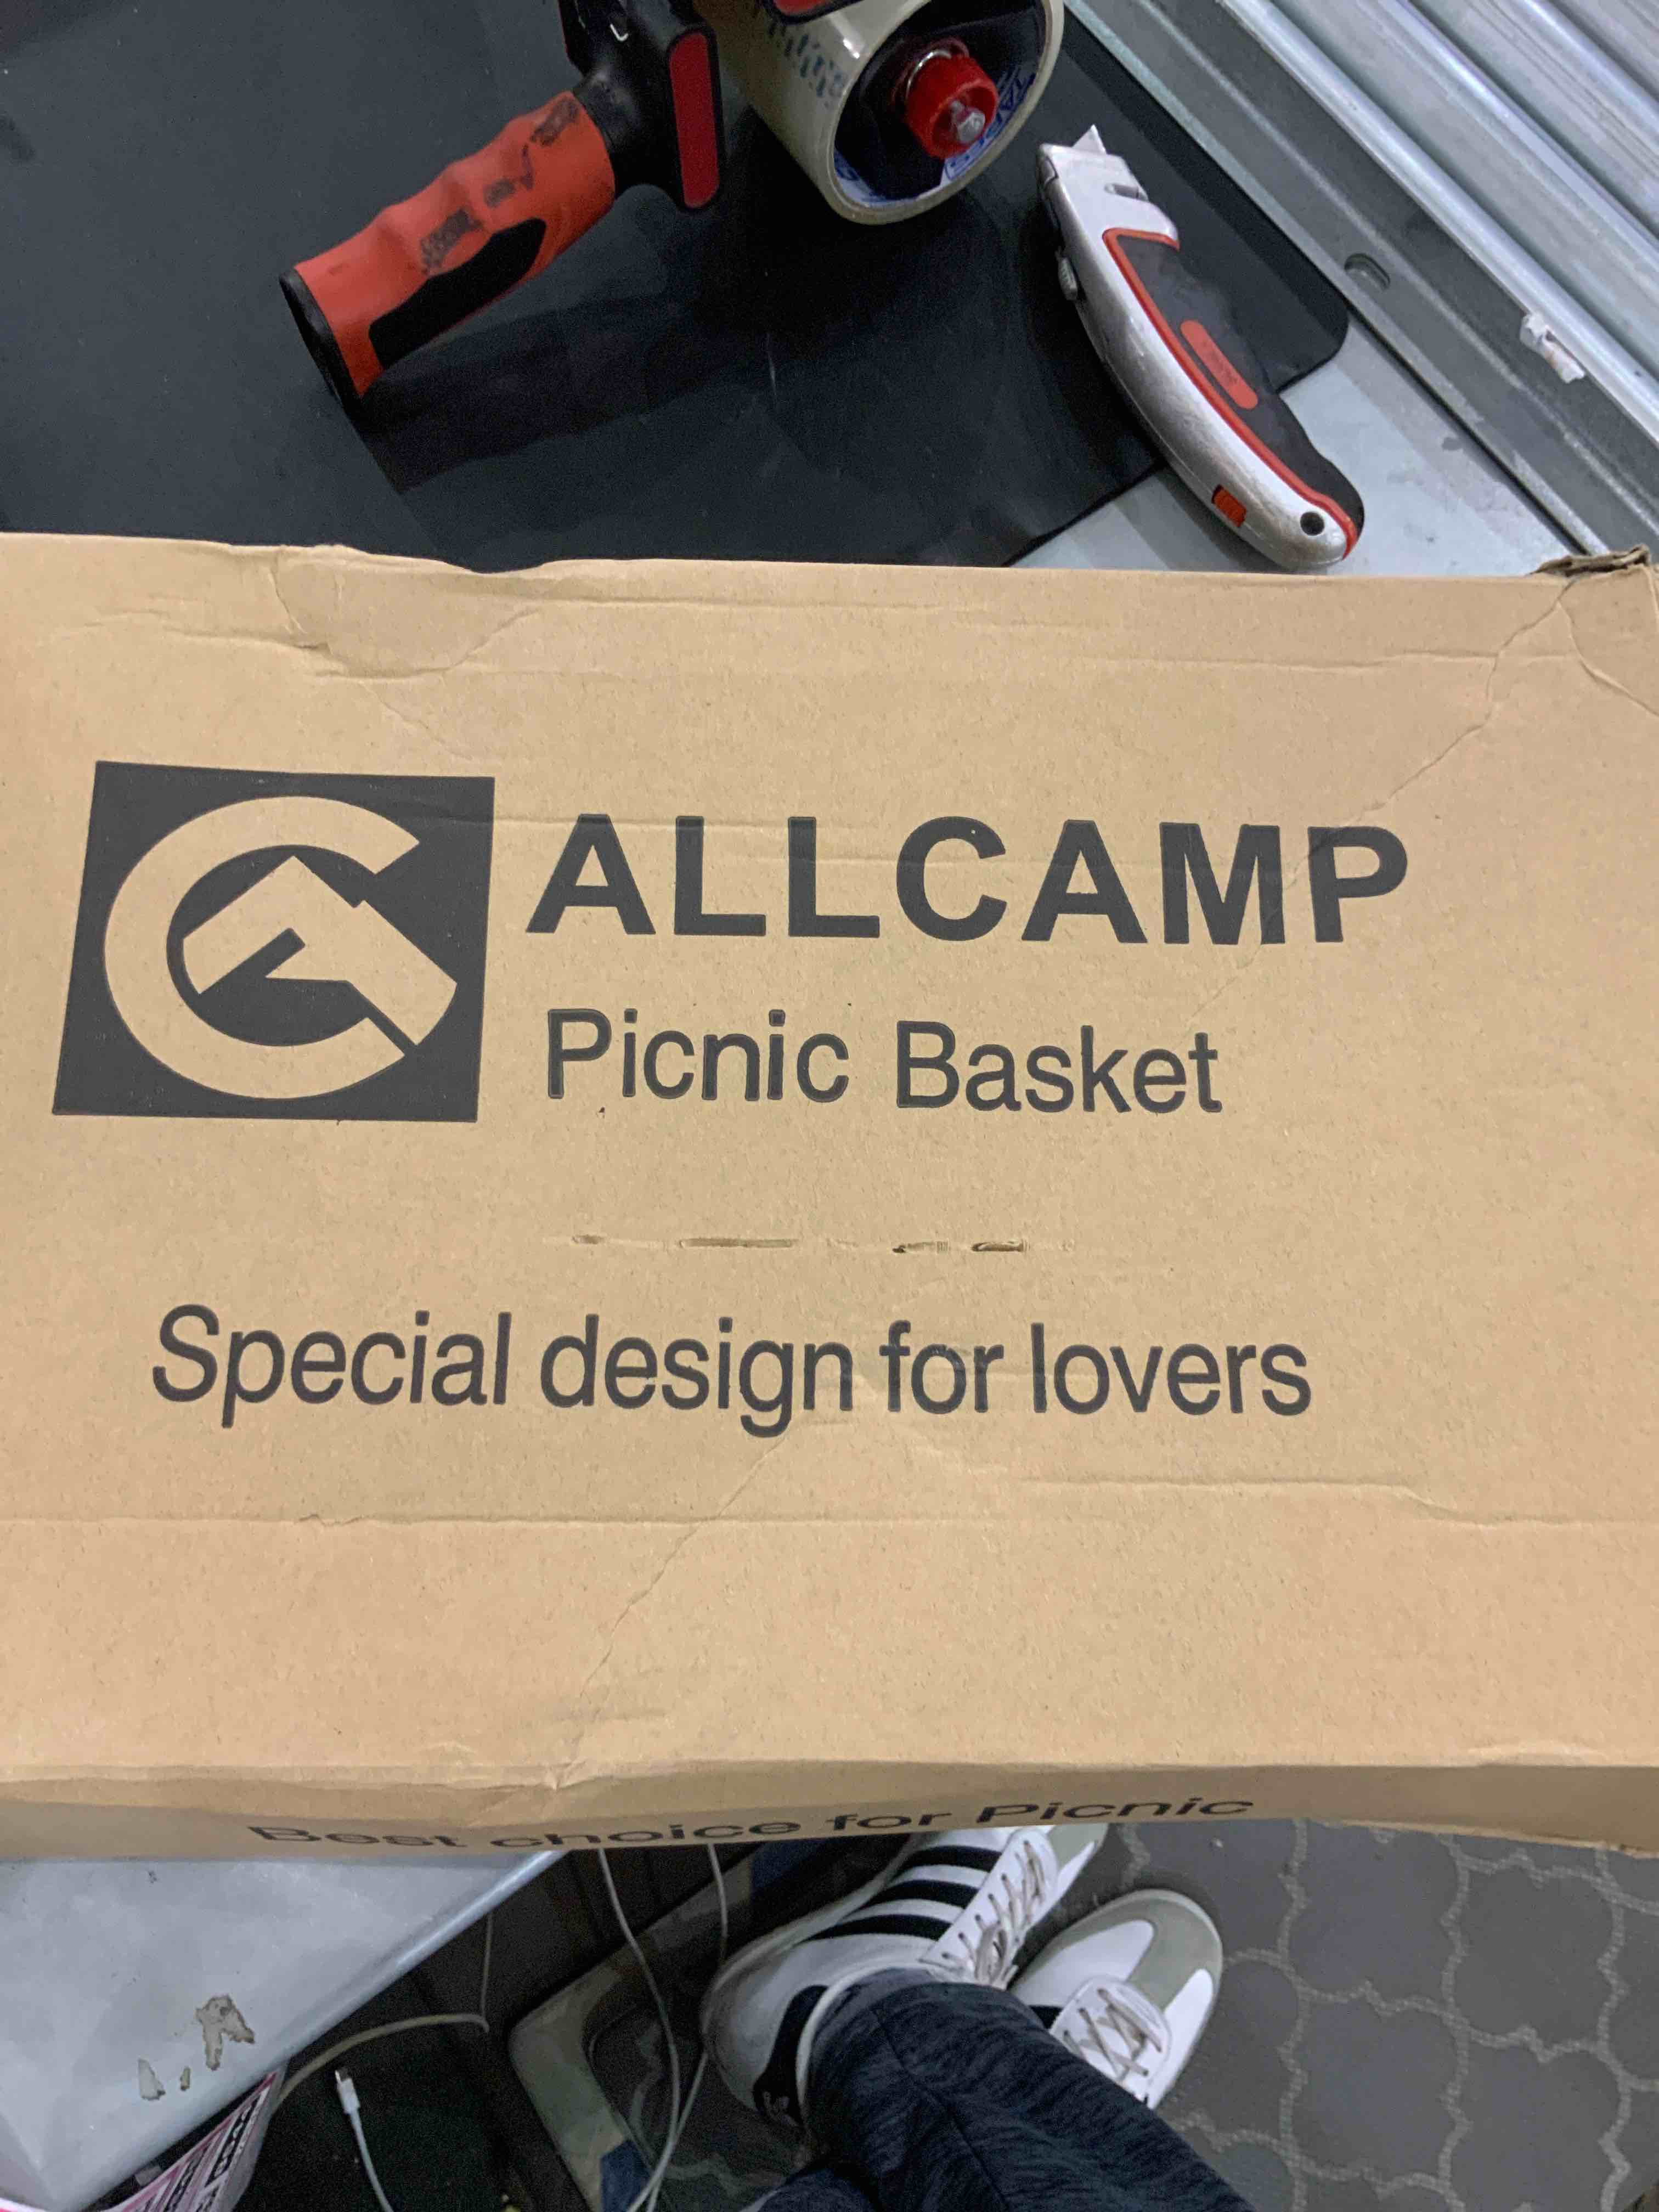 ALLCAMP
Picnic Basket
Special design for lovers
Best choice for Picnic